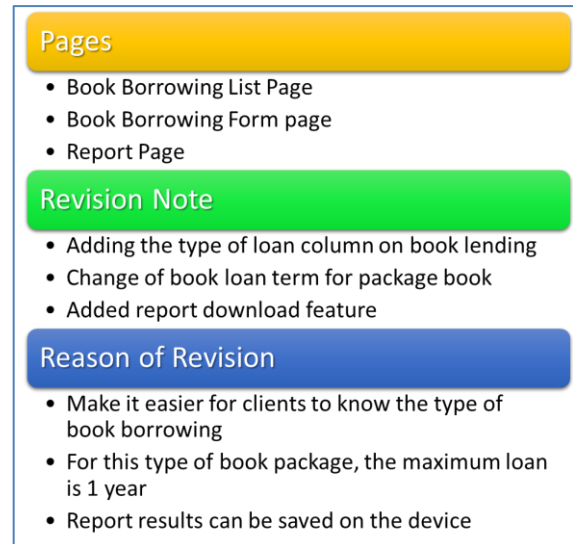 Pages
• Book Borrowing List Page
• Book Borrowing Form page
• Report Page
Revision Note
• Adding the type of loan column on book lending
• Change of book loan term for package book
• Added report download feature
Reason of Revision
• Make it easier for clients to know the type of
book borrowing
• For this type of book package, the maximum loan
is 1 year
• Report results can be saved on the device